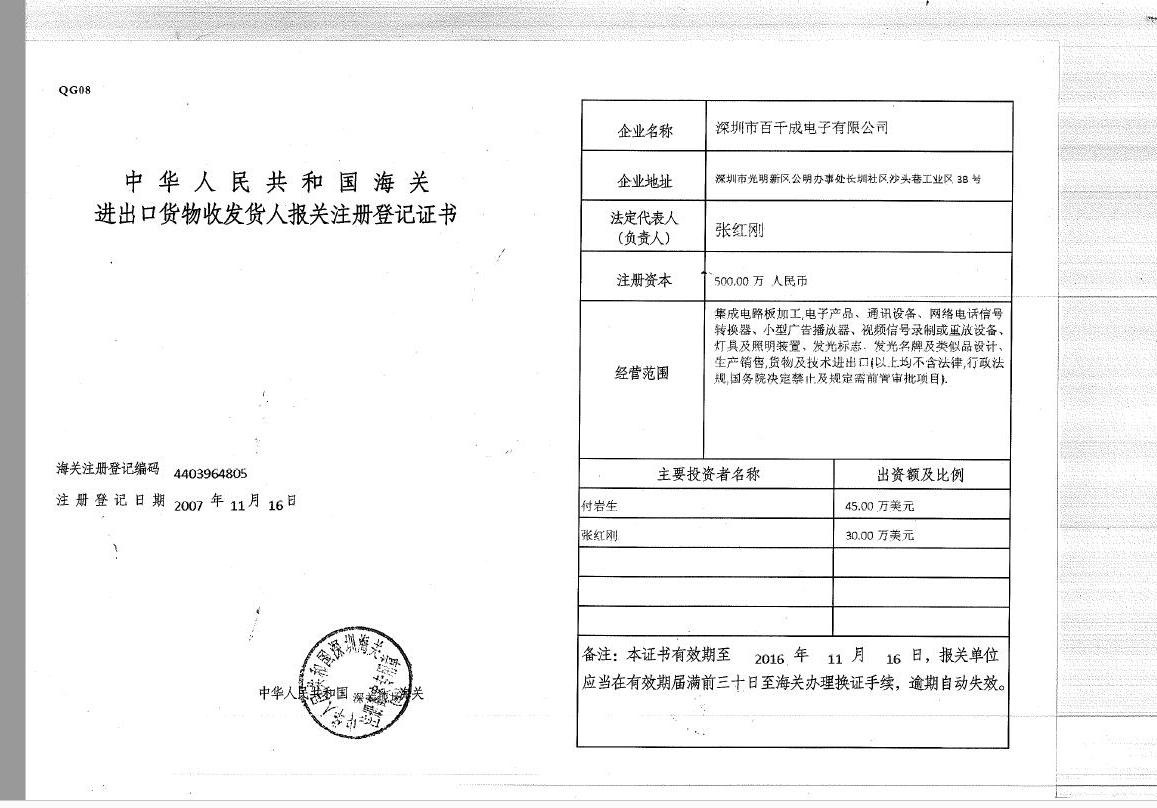 QG08
中华人民共和国海关
进出口货物收发货人报关注册登记证书
海关注册登记编码 4403964805
注册登记日期 2007 年 11 月 16 日
中华人民共和国 深圳 海关
中华人民共和国深圳海关
企业名称 深圳市百千成电子有限公司
企业地址 深圳市光明新区公明办事处长圳社区沙头巷工业区 3B 号
法定代表人
(负责人) 张红刚
注册资本 500.00 万 人民币
经营范围
集成电路板加工,电子产品、通讯设备、网络电话信号
转换器、小型广告播放器、视频信号录制或重放设备、
灯具及照明装置、发光标志.发光名牌及类似品设计、
生产销售,货物及技术进出口(以上均不含法律,行政法
规,国务院决定禁止及规定需前管审批项目).
主要投资者名称 出资额及比例
付岩生 45.00 万美元
张红刚 30.00 万美元
备注：本证书有效期至 2016 年 11 月 16 日，报关单位
应当在有效期届满前三十日至海关办理换证手续，逾期自动失效。